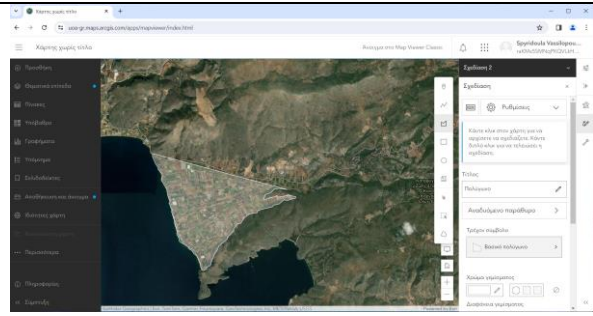 Χάρτης χωρίς τίτλο
uoa-gr.maps.arcgis.com/apps/mapviewer/index.html
Χάρτης χωρίς τίτλο
Άνοιγμα στο Map Viewer Classic
Spyridoula Vassilopou...
Προσθήκη
Θεματικά επίπεδα
Πίνακες
Υπόβαθρο
Γραφήματα
Υπόμνημα
Σελιδοδείκτες
Αποθήκευση και άνοιγμα
Ιδιότητες χάρτη
Περισσότερα
Πληροφορίες
Σύμπτυξη
Σχεδίαση 2
Σχεδίαση
Ρυθμίσεις
Κάντε κλικ στον χάρτη για να
αρχίσετε να σχεδιάζετε. Κάντε
διπλό κλικ για να τελειώσει η
σχεδίαση.
Τίτλος
Πολύγωνο
Αναδυόμενο παράθυρο
Τρέχον σύμβολο
Βασικό πολύγωνο
Χρώμα γεμίσματος
Διαφάνεια γεμίσματος